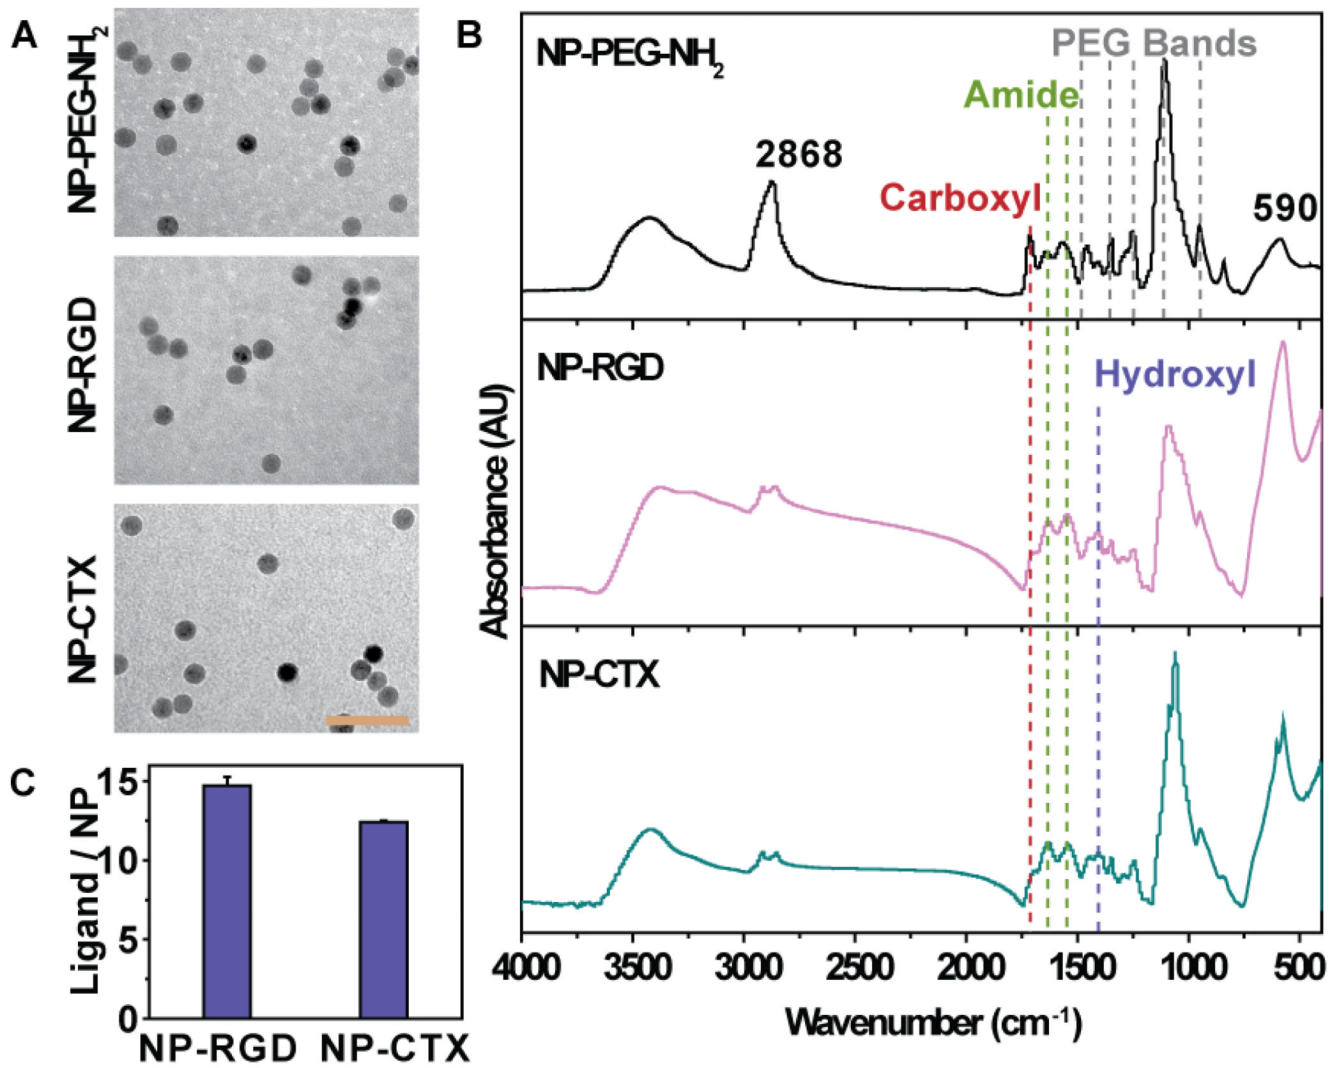 A
NP-PEG-NH2
NP-RGD
NP-CTX
B
NP-PEG-NH2
PEG Bands
Amide
2868
Carboxyl
590
NP-RGD
Hydroxyl
NP-CTX
Absorbance (AU)
4000 3500 3000 2500 2000 1500 1000 500
Wavenumber (cm-1)
C
Ligand / NP
15
10
5
0
NP-RGD NP-CTX